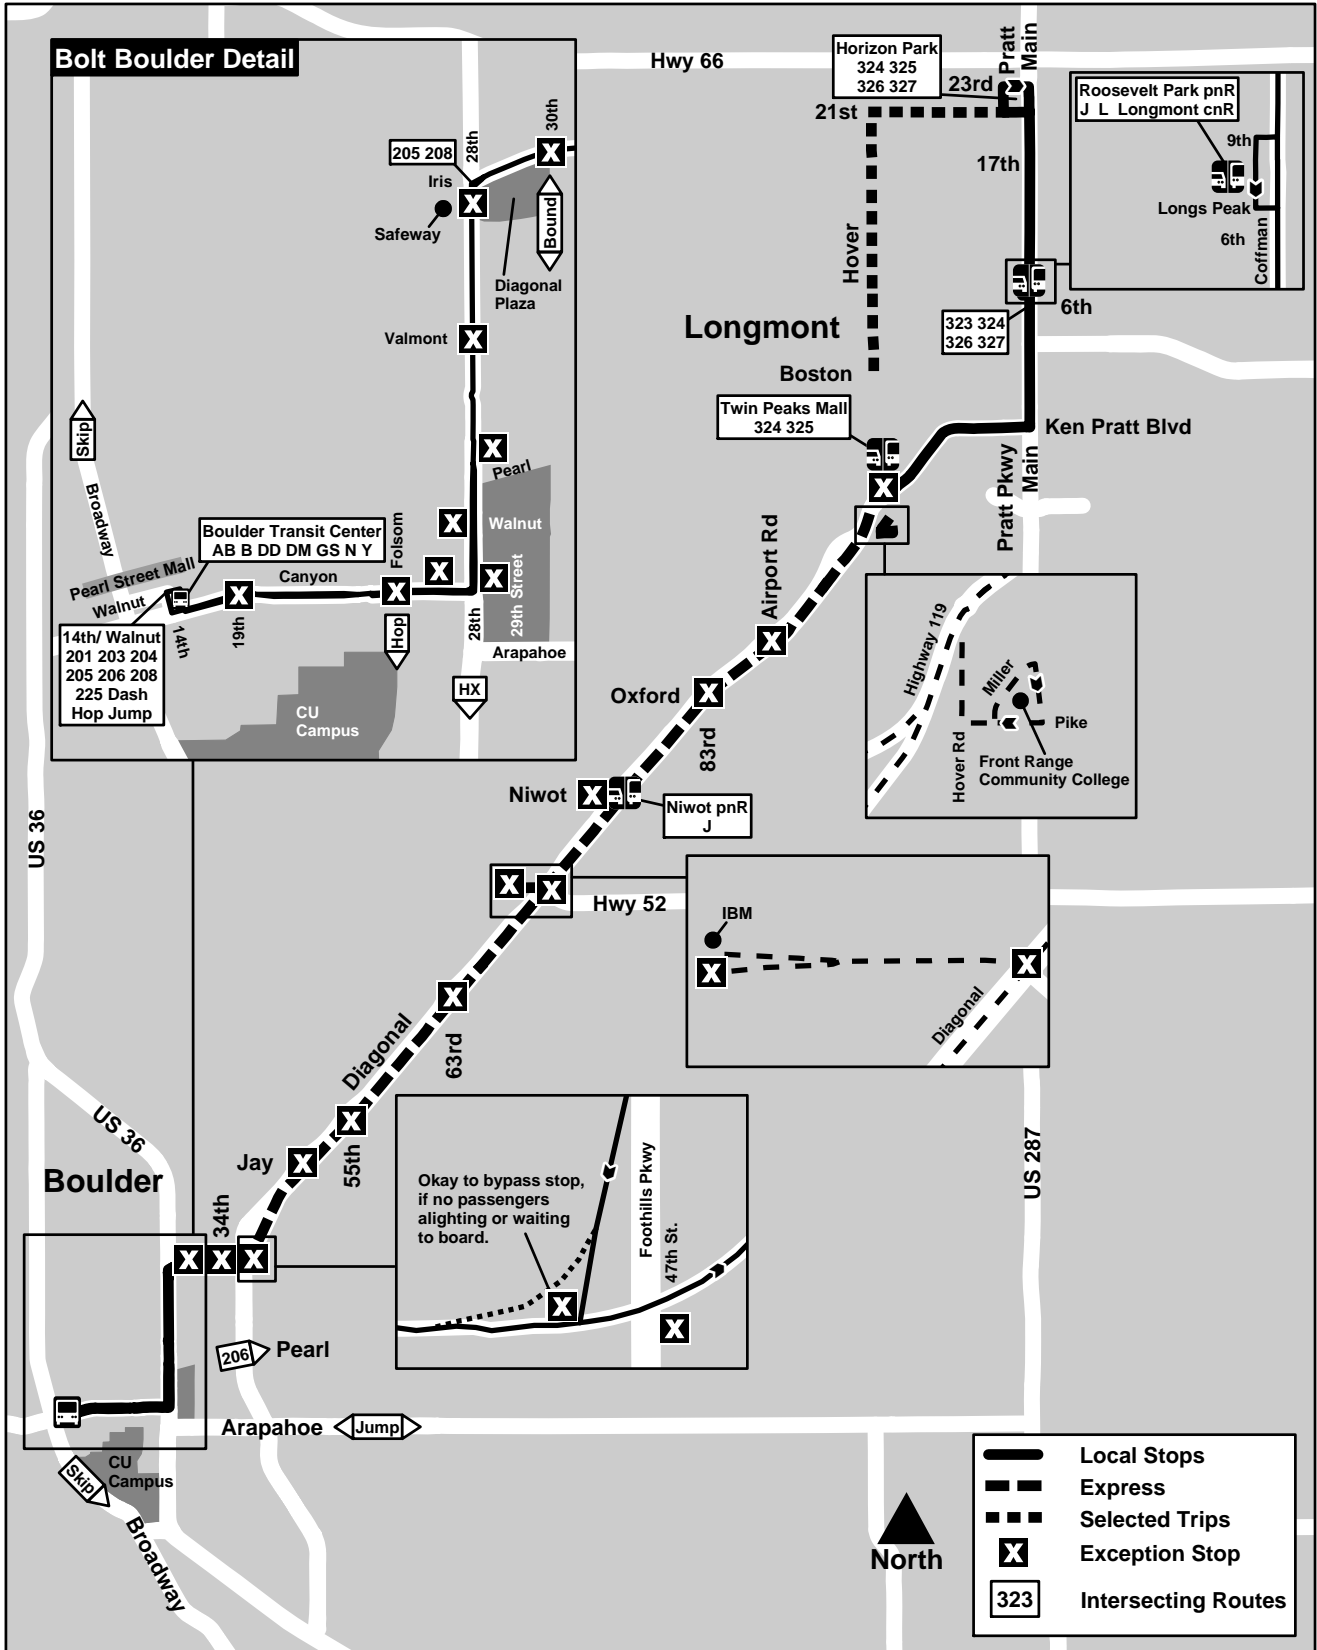 Bolt Boulder Detail
Hwy 66
Horizon Park
324 325
326 327
Pratt
Main
23rd
21st
17th
Roosevelt Park pnR
J L Longmont cnR
9th
Longs Peak
6th
Coffman
205 208
28th
30th
Iris
Safeway
Bound
Diagonal
Plaza
Valmont
Skip
Broadway
Pearl
Walnut
29th Street
Boulder Transit Center
AB B DD DM GS N Y
Folsom
Pearl Street Mall
Walnut
Canyon
14th
19th
Hop
28th
Arapahoe
14th/ Walnut
201 203 204
205 206 208
225 Dash
Hop Jump
HX
CU
Campus
Hover
Longmont
6th
323 324
326 327
Boston
Twin Peaks Mall
324 325
Ken Pratt Blvd
Pratt Pkwy
Main
Airport Rd
Highway 119
Miller
Pike
Hover Rd
Front Range
Community College
Oxford
83rd
Niwot
Niwot pnR
J
US 36
Hwy 52
IBM
Diagonal
63rd
Diagonal
US 36
Jay
55th
Boulder
34th
Okay to bypass stop,
if no passengers
alighting or waiting
to board.
Foothills Pkwy
47th St.
US 287
206
Pearl
Arapahoe
Jump
CU
Campus
Skip
Broadway
North
Local Stops
Express
Selected Trips
X Exception Stop
323 Intersecting Routes